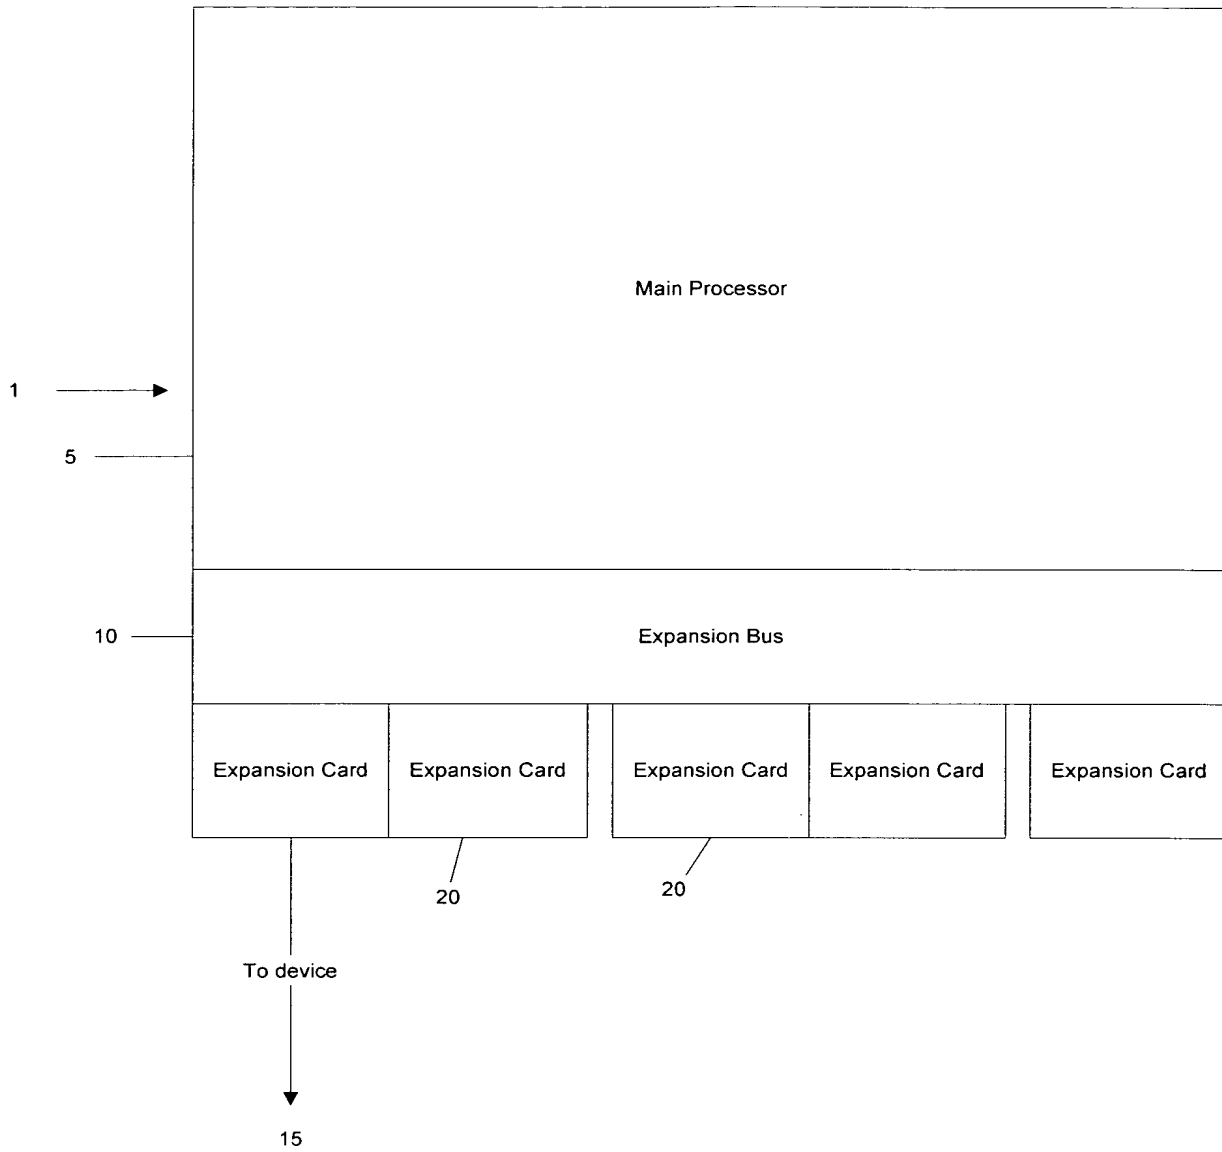 Main Processor
1
5
10
Expansion Bus
Expansion Card
Expansion Card
Expansion Card
Expansion Card
Expansion Card
20
20
To device
15